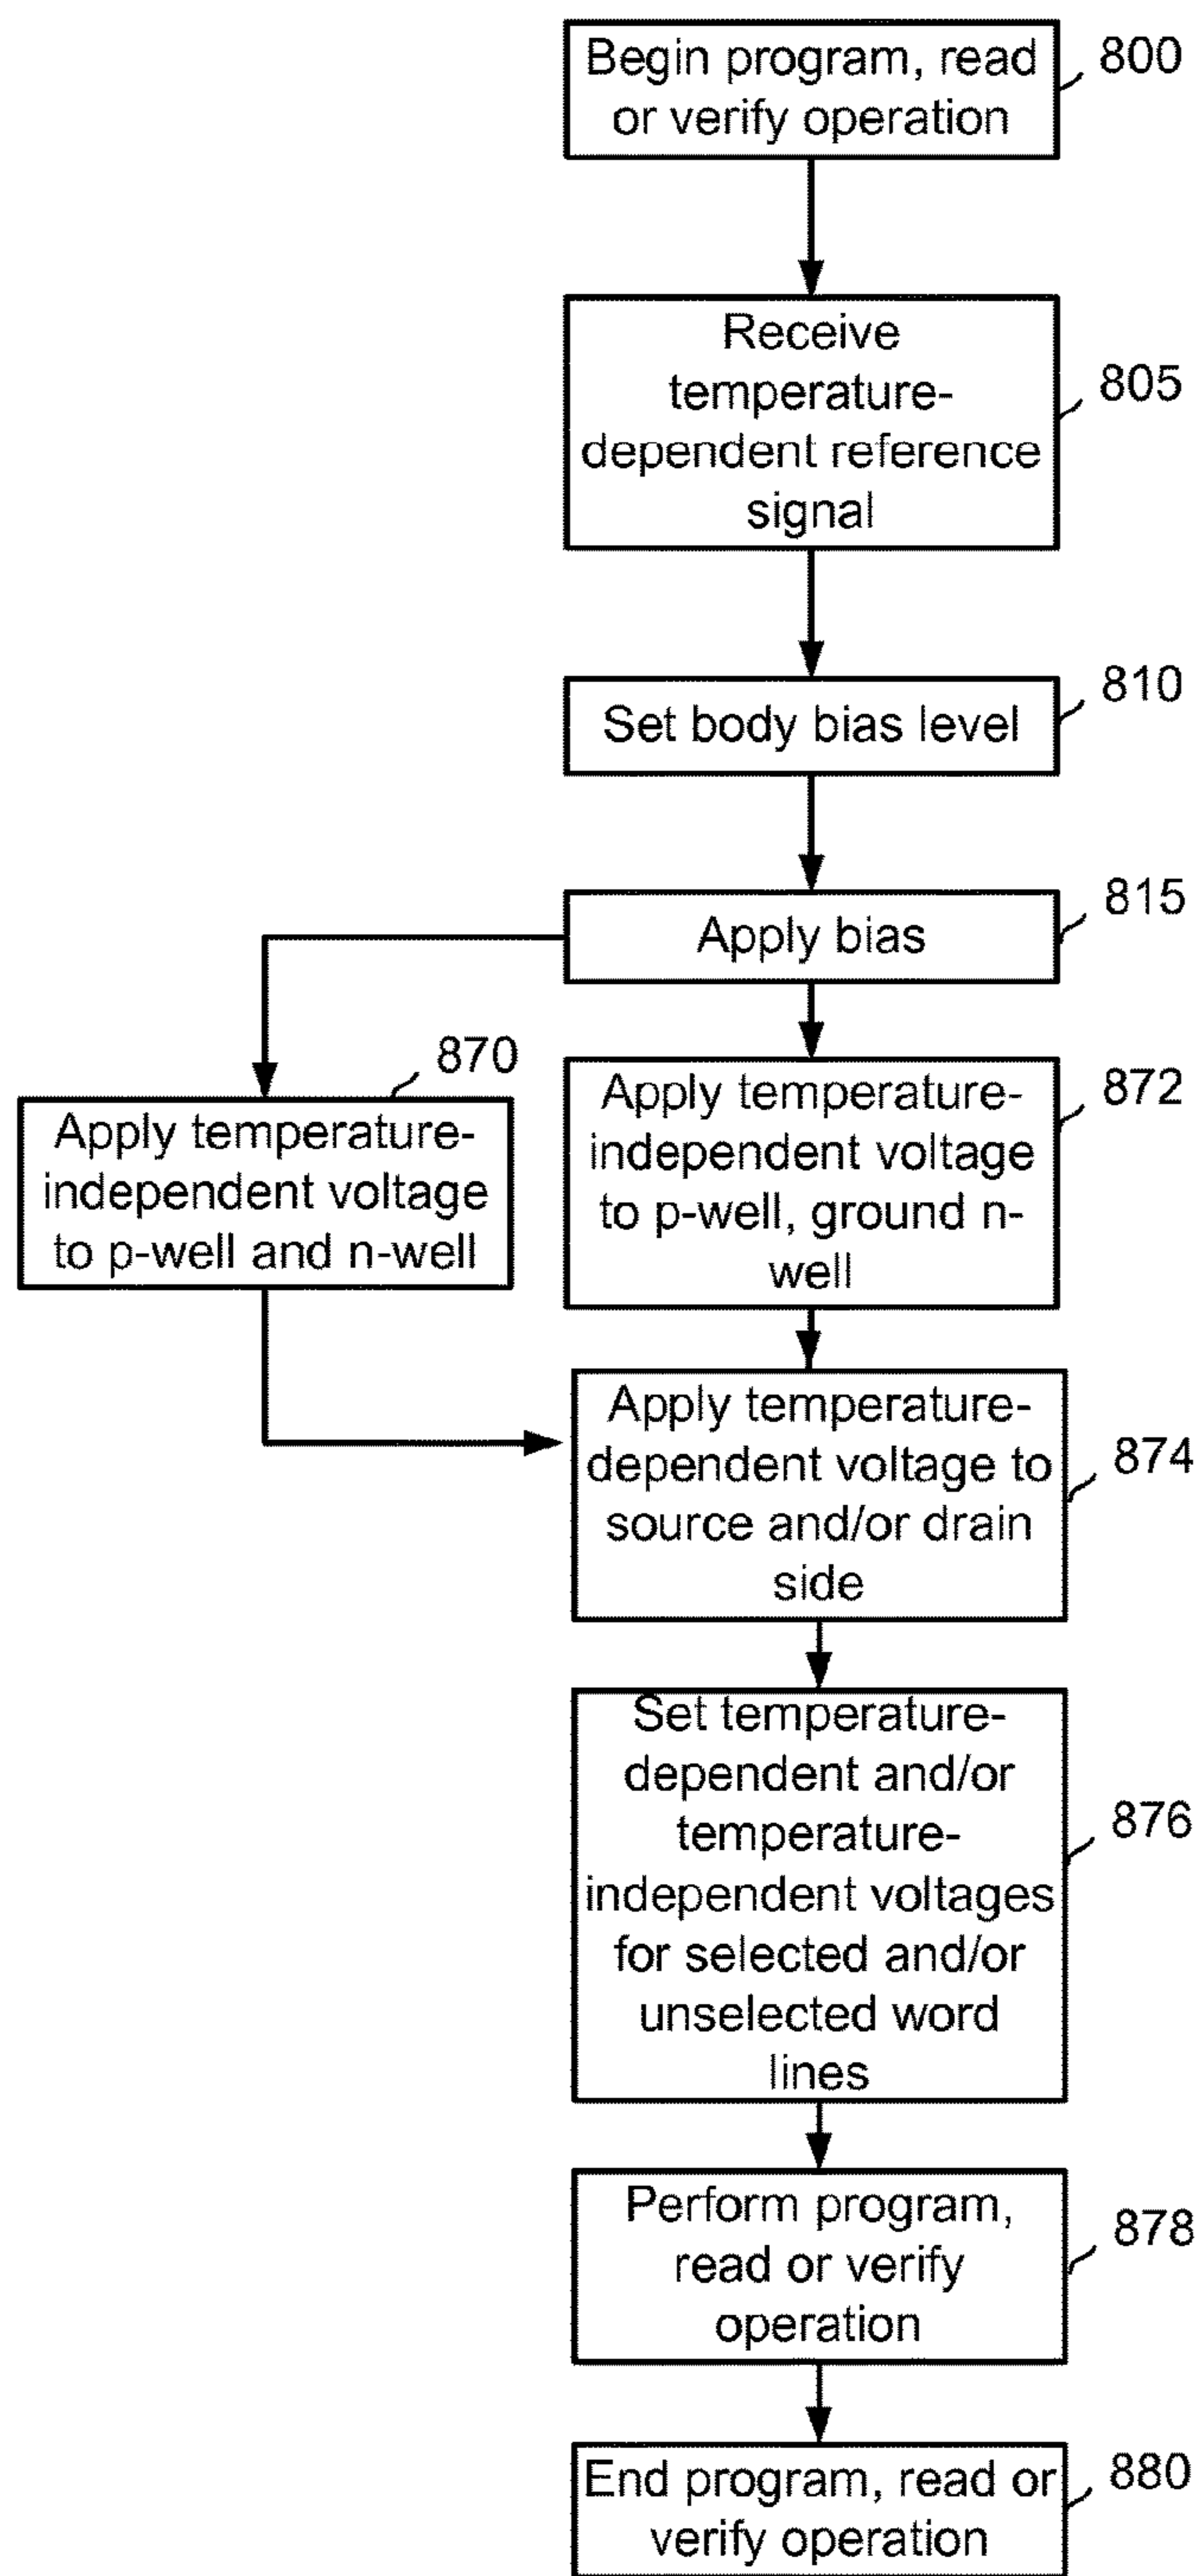 Begin program, read
or verify operation
800
Receive
temperature-
dependent reference
signal
805
Set body bias level
810
Apply bias
815
870
Apply temperature-
independent voltage
to p-well and n-well
Apply temperature-
independent voltage
to p-well, ground n-
well
872
Apply temperature-
dependent voltage to
source and/or drain
side
874
Set temperature-
dependent and/or
temperature-
independent voltages
for selected and/or
unselected word
lines
876
Perform program,
read or verify
operation
878
End program, read or
verify operation
880